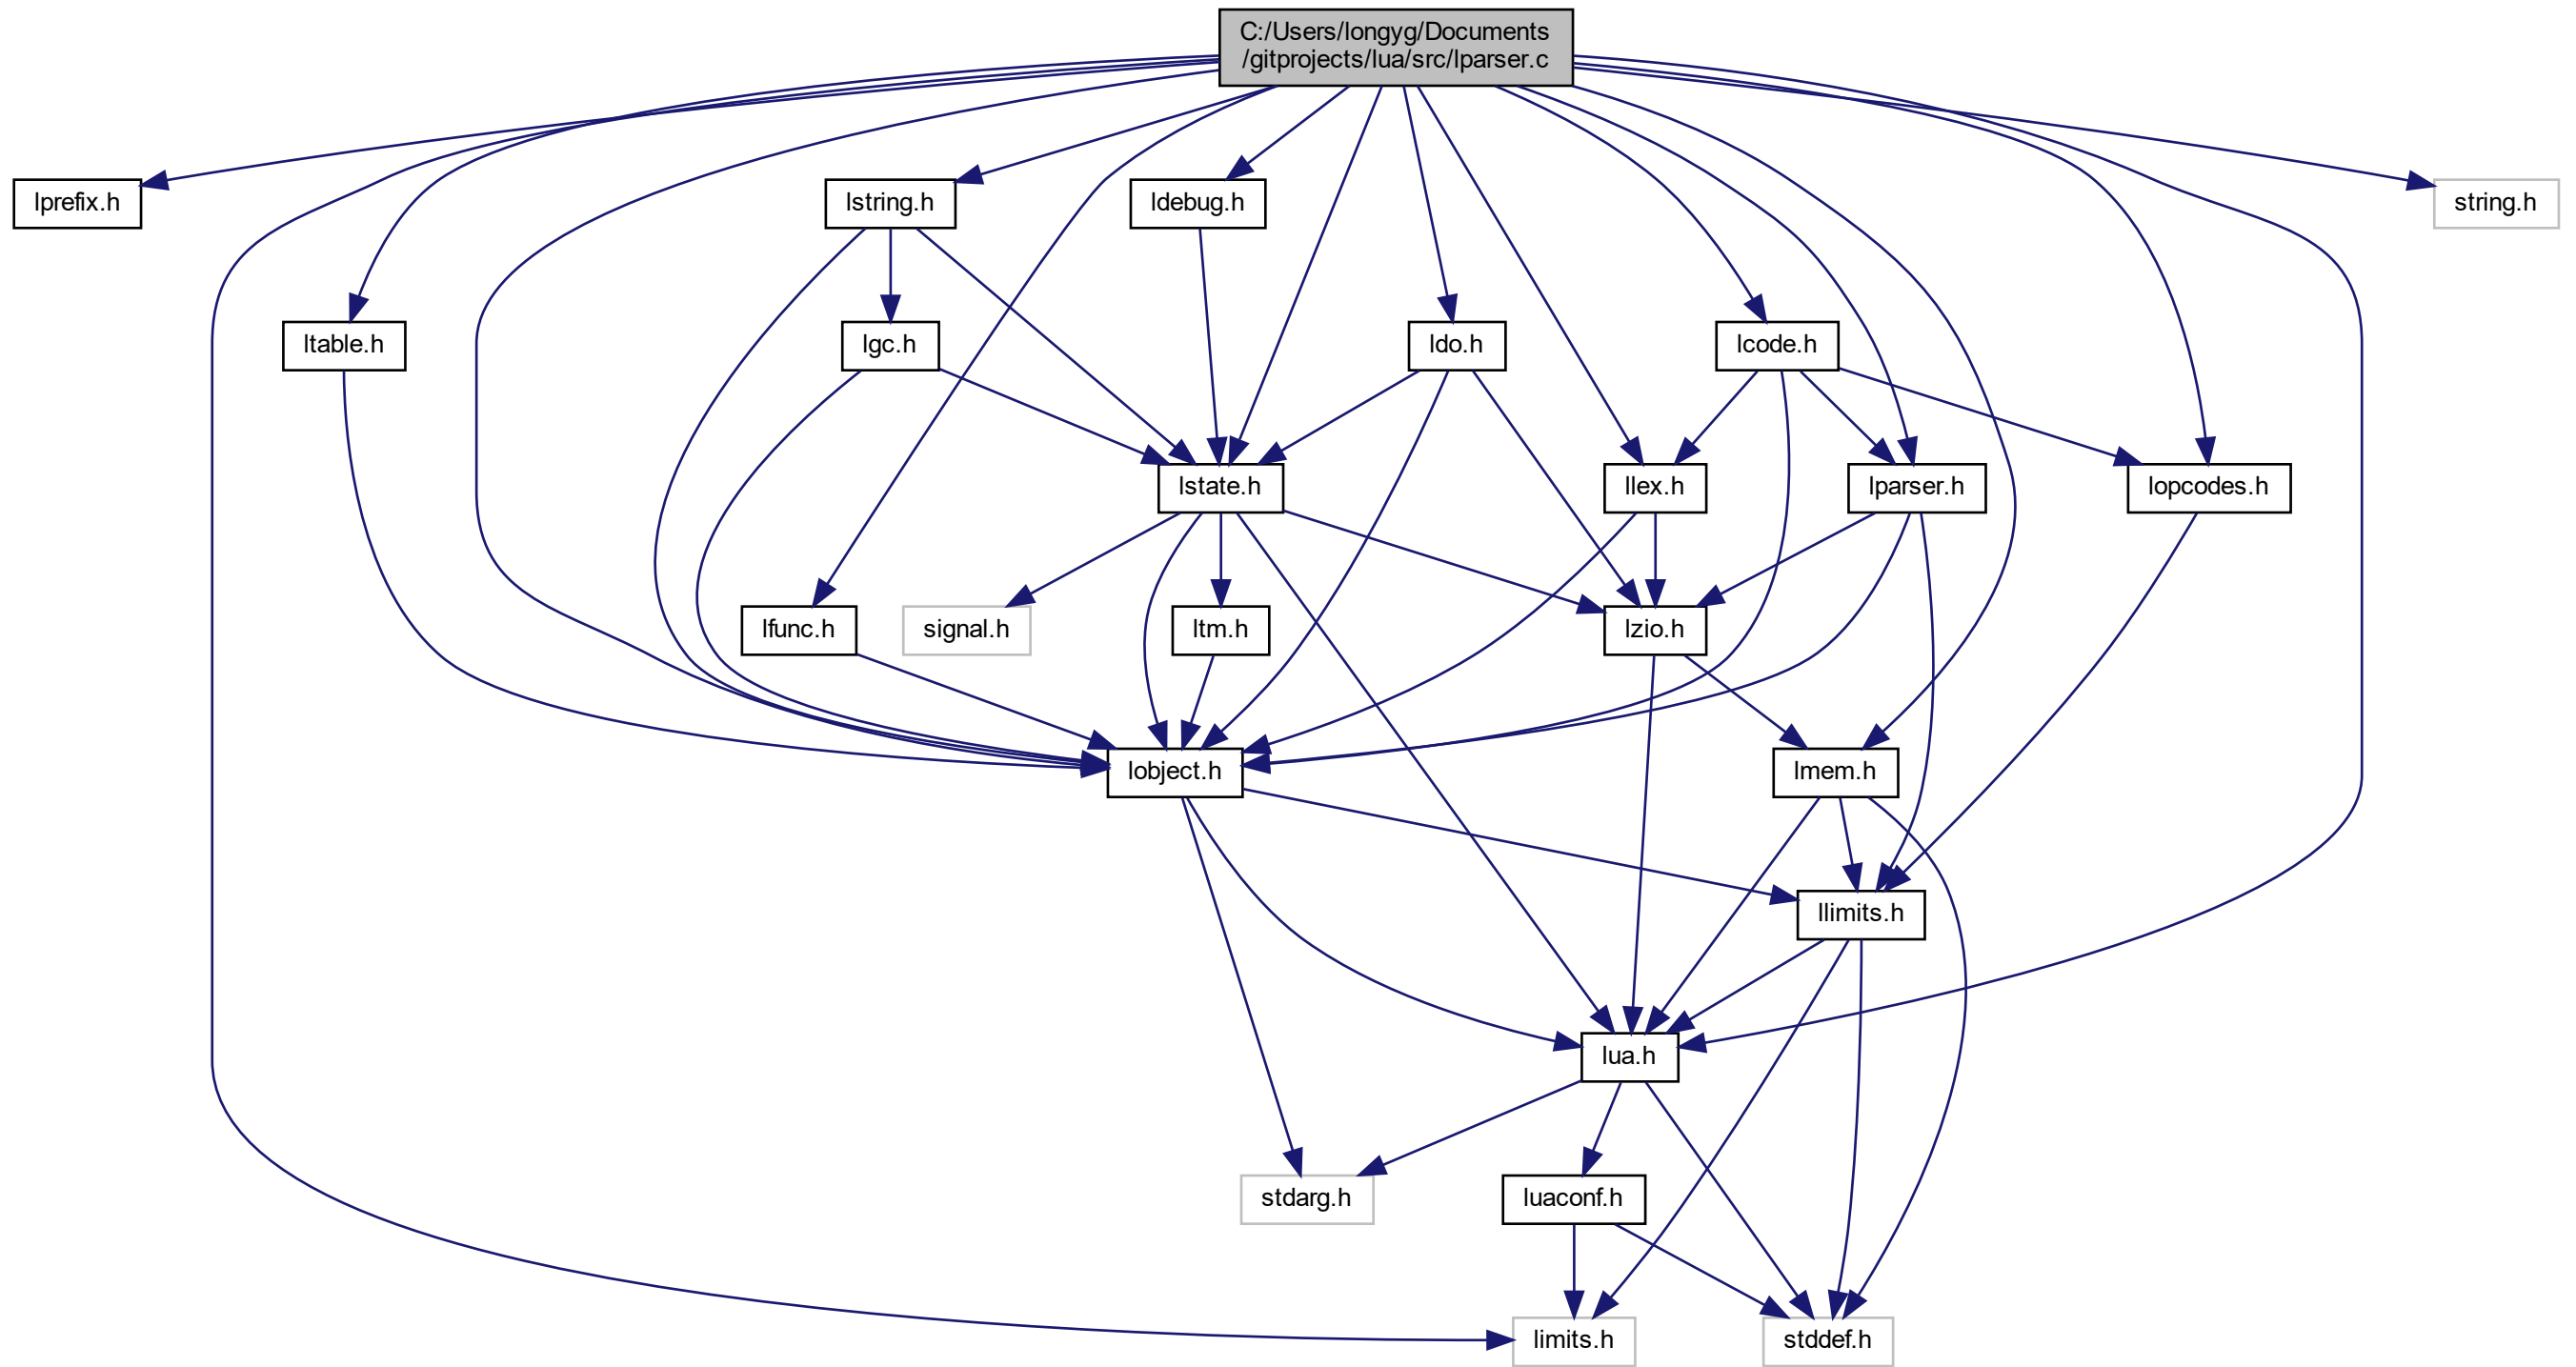 C:/Users/longyg/Documents
/gitprojects/lua/src/lparser.c
lprefix.h
lstring.h
ldebug.h
string.h
ltable.h
lgc.h
ldo.h
lcode.h
lstate.h
llex.h
lparser.h
lopcodes.h
lfunc.h
signal.h
ltm.h
lzio.h
lobject.h
lmem.h
llimits.h
lua.h
stdarg.h
luaconf.h
limits.h
stddef.h